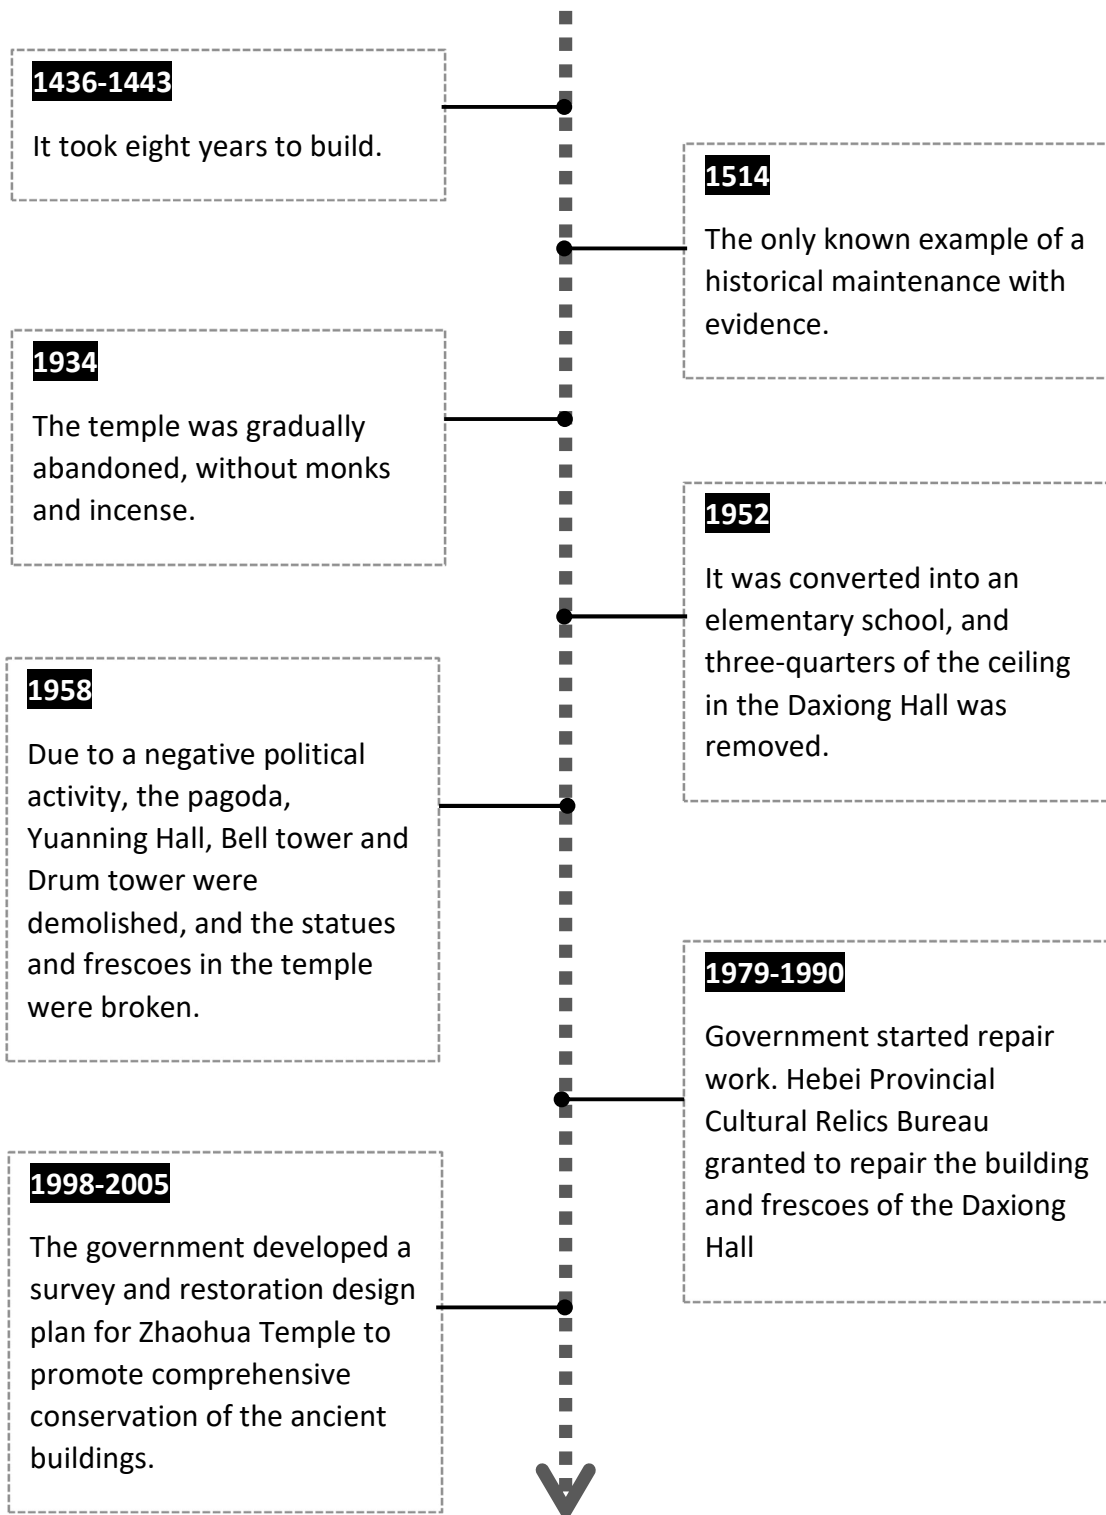 1436-1443
It took eight years to build.
1514
The only known example of a
historical maintenance with
evidence.
1934
The temple was gradually
abandoned, without monks
and incense.
1952
It was converted into an
elementary school, and
three-quarters of the ceiling
in the Daxiong Hall was
removed.
1958
Due to a negative political
activity, the pagoda,
Yuanning Hall, Bell tower and
Drum tower were
demolished, and the statues
and frescoes in the temple
were broken.
1979-1990
Government started repair
work. Hebei Provincial
Cultural Relics Bureau
granted to repair the building
and frescoes of the Daxiong
Hall
1998-2005
The government developed a
survey and restoration design
plan for Zhaohua Temple to
promote comprehensive
conservation of the ancient
buildings.